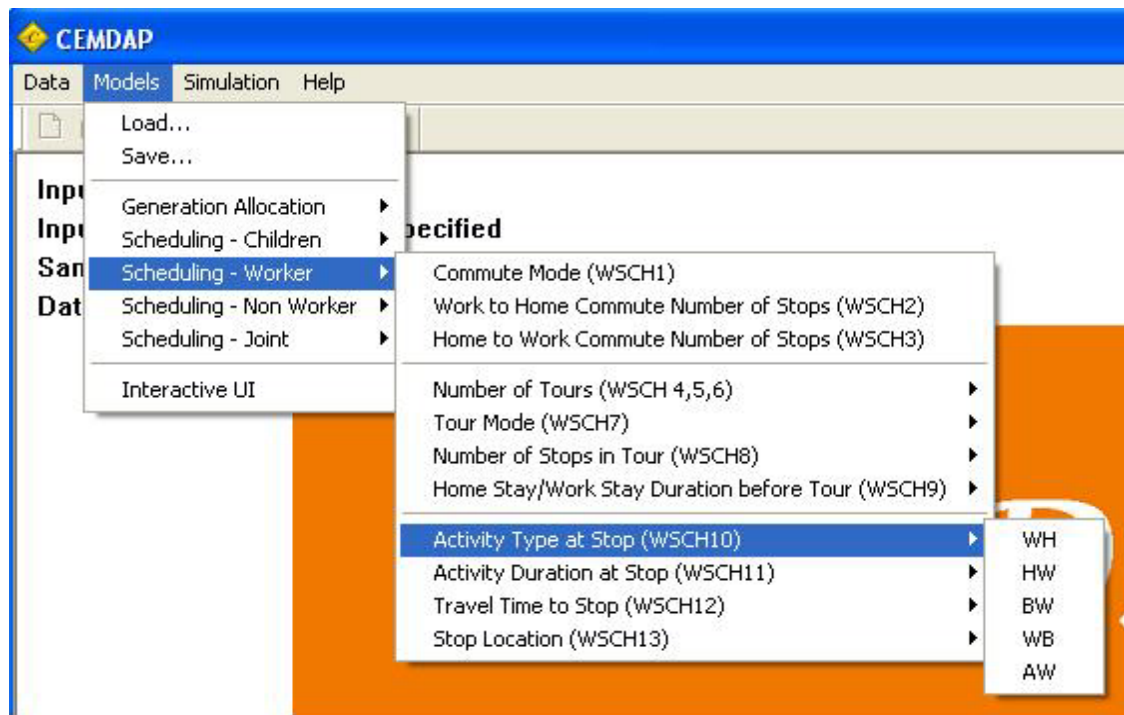 CEMDAP
Data Models Simulation Help
Load...
Save...
Generation Allocation
Scheduling - Children
Scheduling - Worker
Scheduling - Non Worker
Scheduling - Joint
Interactive UI
Commute Mode (WSCH1)
Work to Home Commute Number of Stops (WSCH2)
Home to Work Commute Number of Stops (WSCH3)
Number of Tours (WSCH 4,5,6)
Tour Mode (WSCH7)
Number of Stops in Tour (WSCH8)
Home Stay/Work Stay Duration before Tour (WSCH9)
Activity Type at Stop (WSCH10)
Activity Duration at Stop (WSCH11)
Travel Time to Stop (WSCH12)
Stop Location (WSCH13)
WH
HW
BW
WB
AW